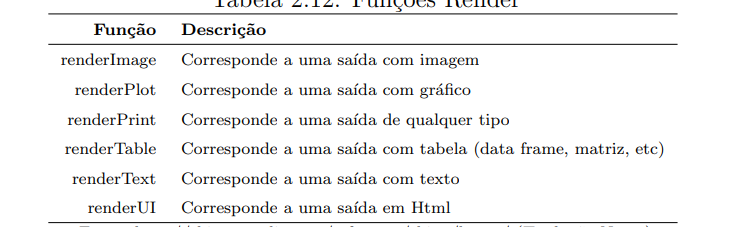 Tabela 2.12: Funções Render
Função Descrição
renderImage Corresponde a uma saída com imagem
renderPlot Corresponde a uma saída com gráfico
renderPrint Corresponde a uma saída de qualquer tipo
renderTable Corresponde a uma saída com tabela (data frame, matriz, etc)
renderText Corresponde a uma saída com texto
renderUI Corresponde a uma saída em Html